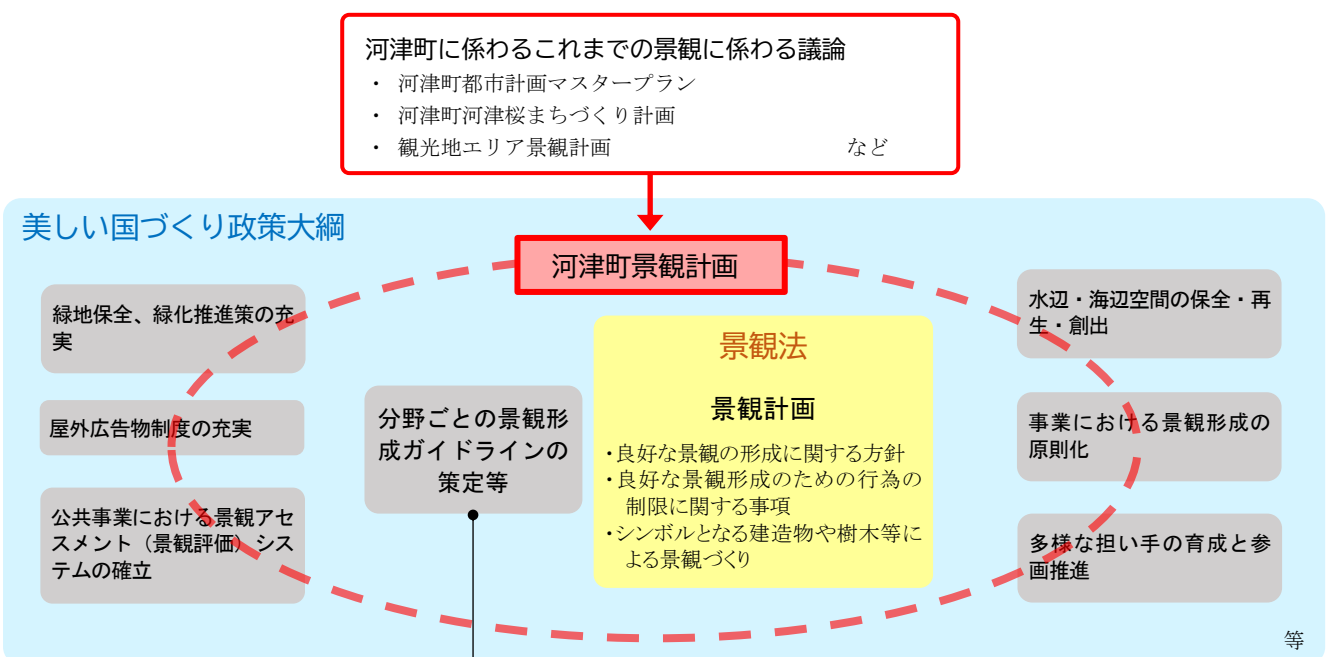 河津町に係わるこれまでの景観に係わる議論
・ 河津町都市計画マスタープラン
・ 河津町河津桜まちづくり計画
・ 観光地エリア景観計画 など
美しい国づくり政策大綱
河津町景観計画
緑地保全、緑化推進策の充
実
屋外広告物制度の充実
公共事業における景観アセ
スメント（景観評価）シス
テムの確立
分野ごとの景観形
成ガイドラインの
策定等
景観法
景観計画
・良好な景観の形成に関する方針
・良好な景観形成のための行為の
制限に関する事項
・シンボルとなる建造物や樹木等に
よる景観づくり
水辺・海辺空間の保全・再
生・創出
事業における景観形成の
原則化
多様な担い手の育成と参
画推進
等